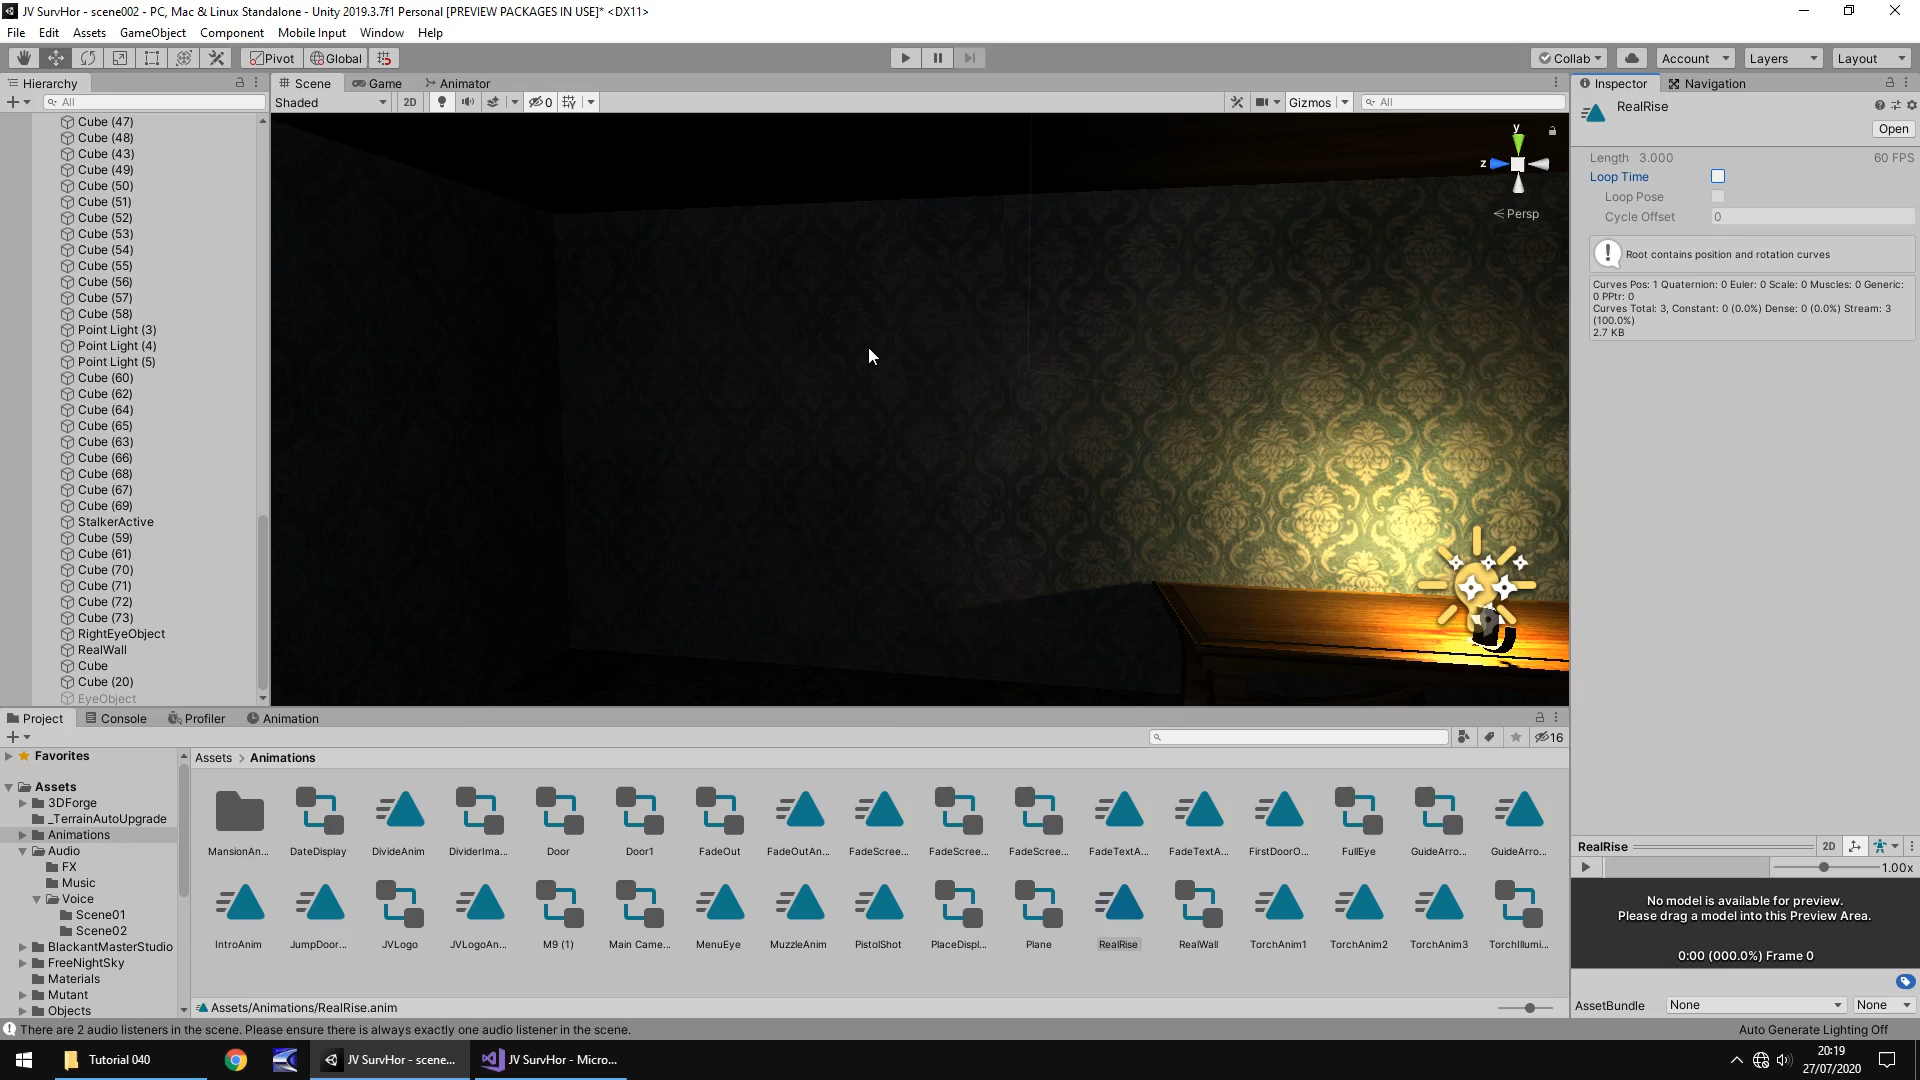 JV SurvHor - scene002 - PC, Mac & Linux Standalone - Unity 2019.3.7f1 Personal [PREVIEW PACKAGES IN USE]* <DX11>
File Edit Assets GameObject Component Mobile Input Window Help
Pivot Global Collab Account Layers Layout
Hierarchy
All
Cube (47)
Cube (48)
Cube (43)
Cube (49)
Cube (50)
Cube (51)
Cube (52)
Cube (53)
Cube (54)
Cube (55)
Cube (56)
Cube (57)
Cube (58)
Point Light (3)
Point Light (4)
Point Light (5)
Cube (60)
Cube (62)
Cube (64)
Cube (65)
Cube (63)
Cube (66)
Cube (68)
Cube (67)
Cube (69)
StalkerActive
Cube (59)
Cube (61)
Cube (70)
Cube (71)
Cube (72)
Cube (73)
RightEyeObject
RealWall
Cube
Cube (20)
EyeObject
Scene Game Animator
Shaded 2D 0 Gizmos All
y
z
Persp
Inspector Navigation
RealRise
Open
Length 3.000 60 FPS
Loop Time
Loop Pose
Cycle Offset 0
Root contains position and rotation curves
Curves Pos: 1 Quaternion: 0 Euler: 0 Scale: 0 Muscles: 0 Generic:
0 PPtr: 0
Curves Total: 3, Constant: 0 (0.0%) Dense: 0 (0.0%) Stream: 3
(100.0%)
2.7 KB
Project Console Profiler Animation
16
Favorites
Assets
3DForge
_TerrainAutoUpgrade
Animations
Audio
FX
Music
Voice
Scene01
Scene02
BlackantMasterStudio
FreeNightSky
Materials
Mutant
Objects
Assets > Animations
MansionAn... DateDisplay DivideAnim DividerIma... Door Door1 FadeOut FadeOutAn... FadeScree... FadeScree... FadeScree... FadeTextA... FadeTextA... FirstDoorO... FullEye GuideArro... GuideArro...
IntroAnim JumpDoor... JVLogo JVLogoAn... M9 (1) Main Came... MenuEye MuzzleAnim PistolShot PlaceDispl... Plane RealRise RealWall TorchAnim1 TorchAnim2 TorchAnim3 TorchIllumi...
Assets/Animations/RealRise.anim
RealRise 2D
1.00x
No model is available for preview.
Please drag a model into this Preview Area.
0:00 (000.0%) Frame 0
AssetBundle None None
There are 2 audio listeners in the scene. Please ensure there is always exactly one audio listener in the scene.
Auto Generate Lighting Off
Tutorial 040
JV SurvHor - scene...
JV SurvHor - Micro...
20:19
27/07/2020